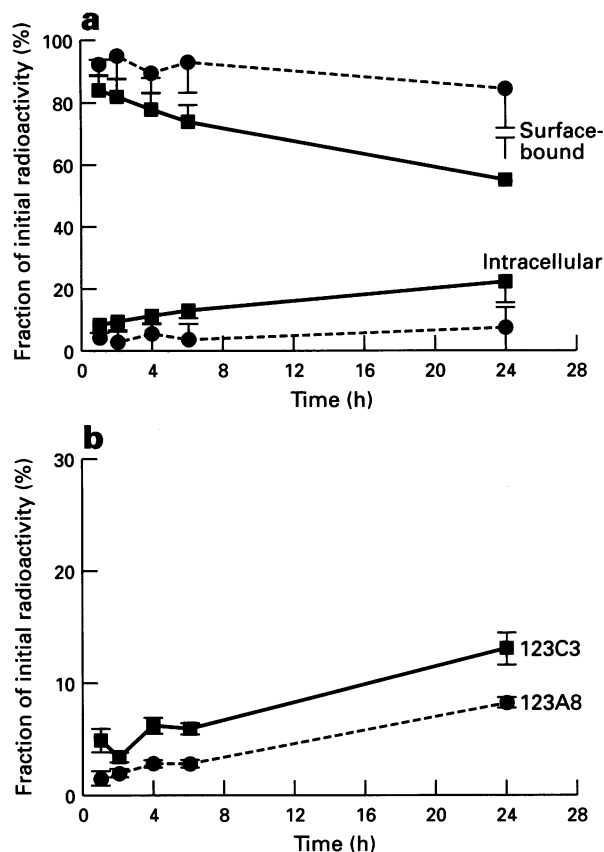 a
Fraction of initial radioactivity (%)
100
80
60
40
20
0
Surface-
bound
Intracellular
0 4 8 12 16 20 24 28
Time (h)
b
Fraction of initial radioactivity (%)
30
20
10
0
123C3
123A8
0 4 8 12 16 20 24 28
Time (h)